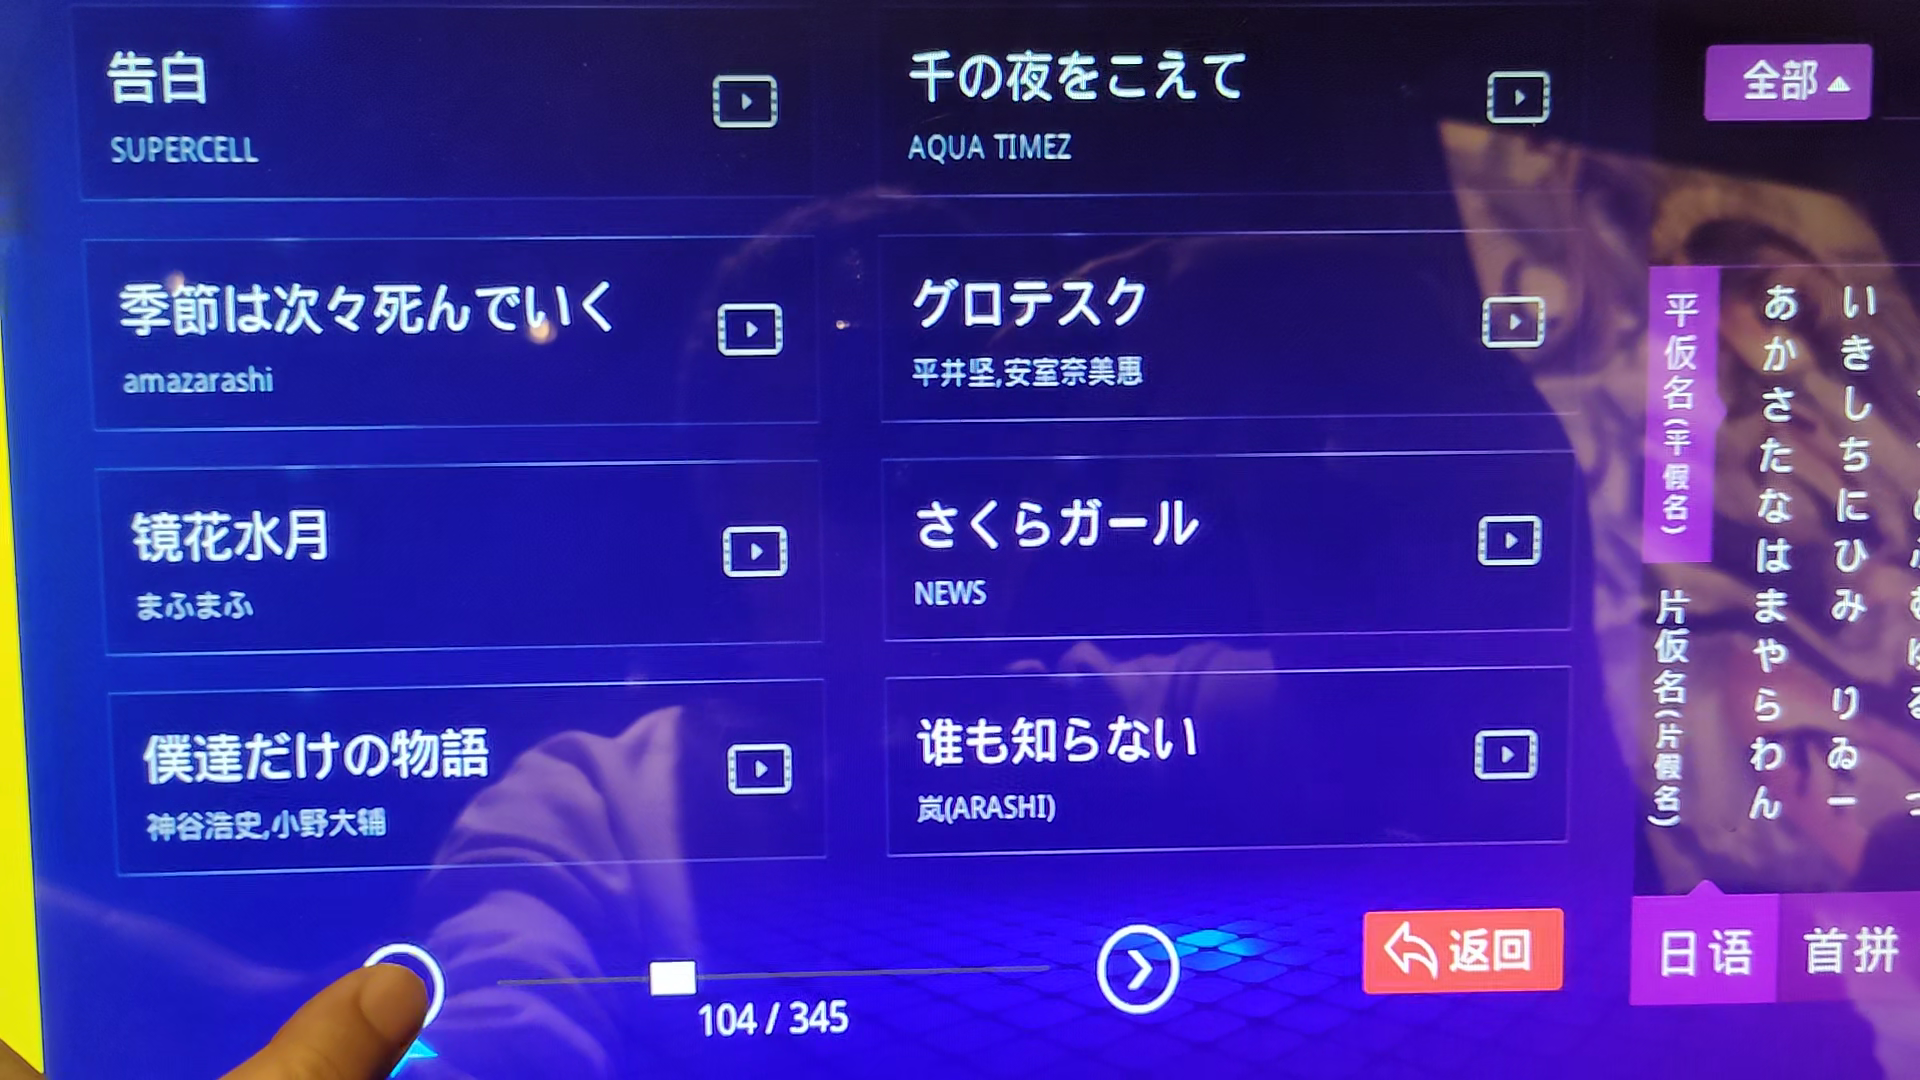 告白
SUPERCELL
千の夜をこえて
AQUA TIMEZ
季節は次々死んでいく
amazarashi
グロテスク
平井坚,安室奈美惠
镜花水月
まふまふ
さくらガール
NEWS
僕達だけの物語
神谷浩史,小野大辅
谁も知らない
岚(ARASHI)
104 / 345
返回
全部
平仮名(平假名)
片仮名(片假名)
あかさたなはまやらわん
いきしちにひみ りゐー
日语
首拼